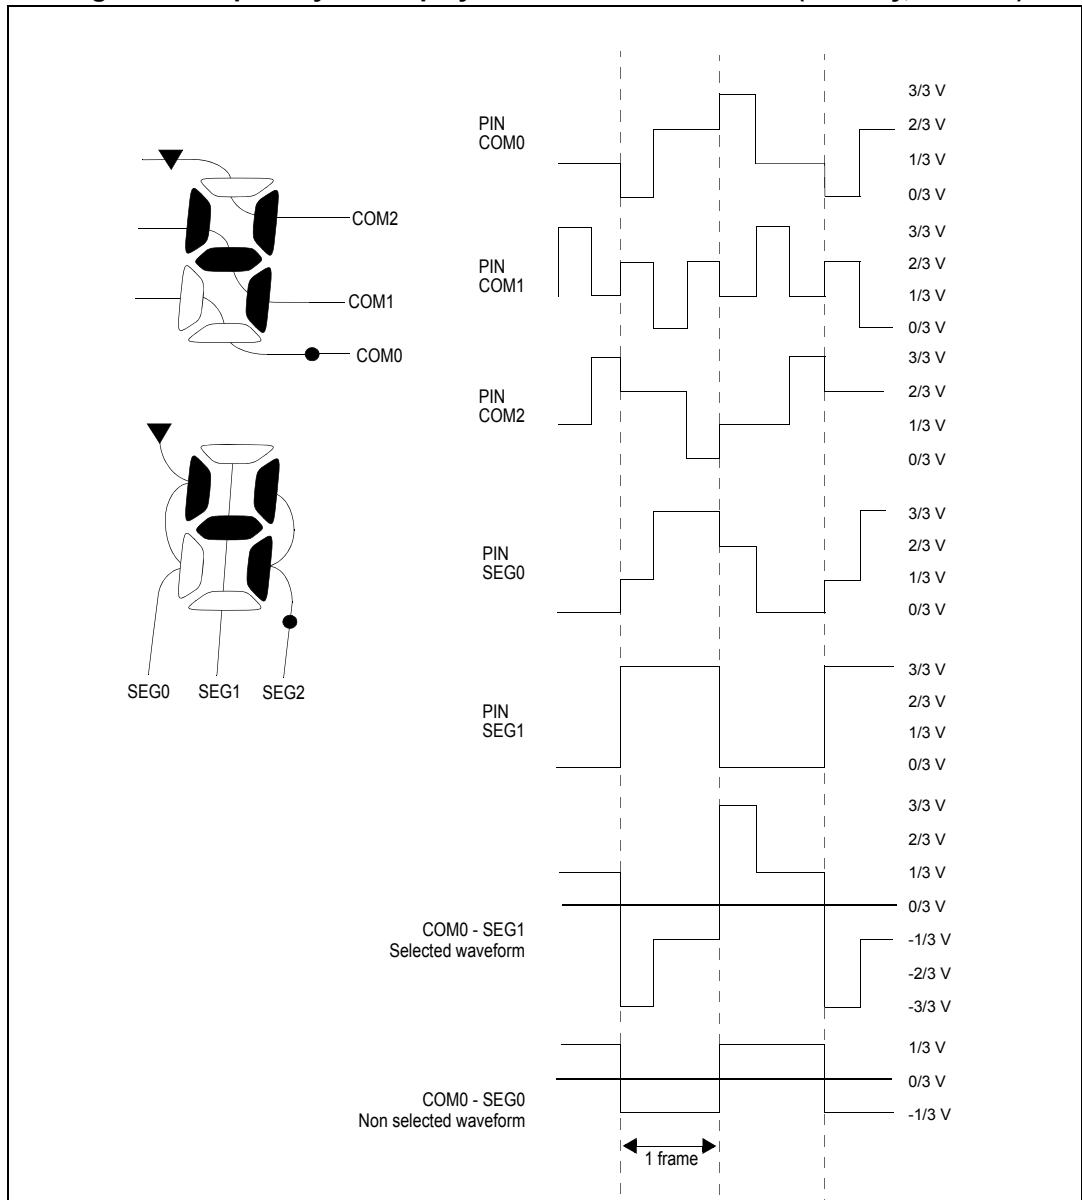 COM2
COM1
COM0
SEG0 SEG1 SEG2
PIN
COM0
3/3 V
2/3 V
1/3 V
0/3 V
PIN
COM1
3/3 V
2/3 V
1/3 V
0/3 V
PIN
COM2
3/3 V
2/3 V
1/3 V
0/3 V
PIN
SEG0
3/3 V
2/3 V
1/3 V
0/3 V
PIN
SEG1
3/3 V
2/3 V
1/3 V
0/3 V
COM0 - SEG1
Selected waveform
3/3 V
2/3 V
1/3 V
0/3 V
-1/3 V
-2/3 V
-3/3 V
COM0 - SEG0
Non selected waveform
1/3 V
0/3 V
-1/3 V
1 frame